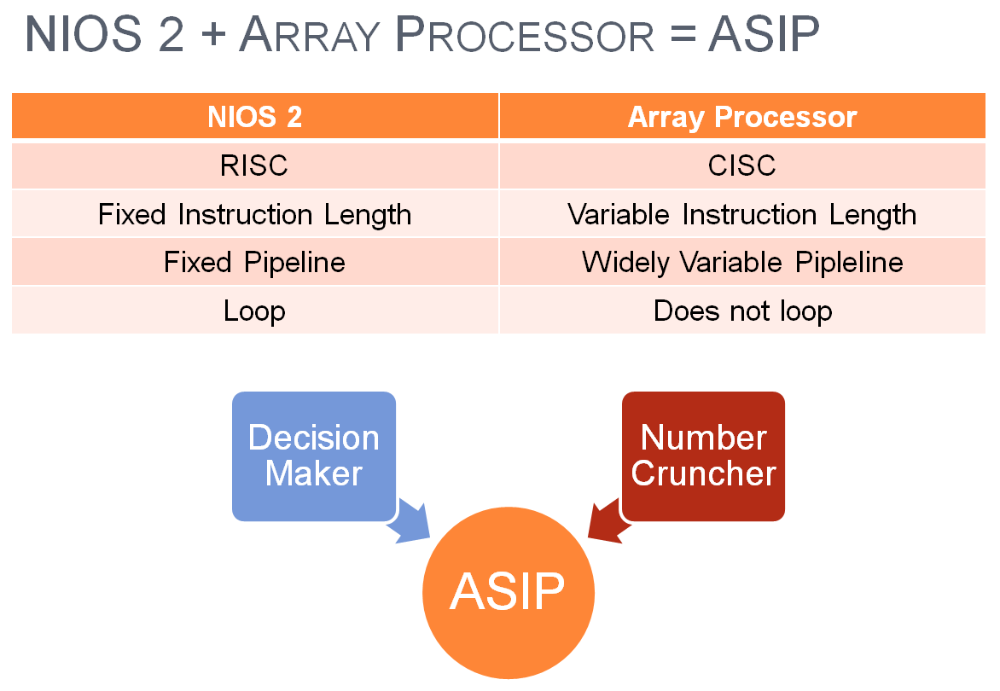 NIOS 2 + ARRAY PROCESSOR = ASIP
NIOS 2 Array Processor
RISC CISC
Fixed Instruction Length Variable Instruction Length
Fixed Pipeline Widely Variable Pipleline
Loop Does not loop
Decision
Maker
Number
Cruncher
ASIP